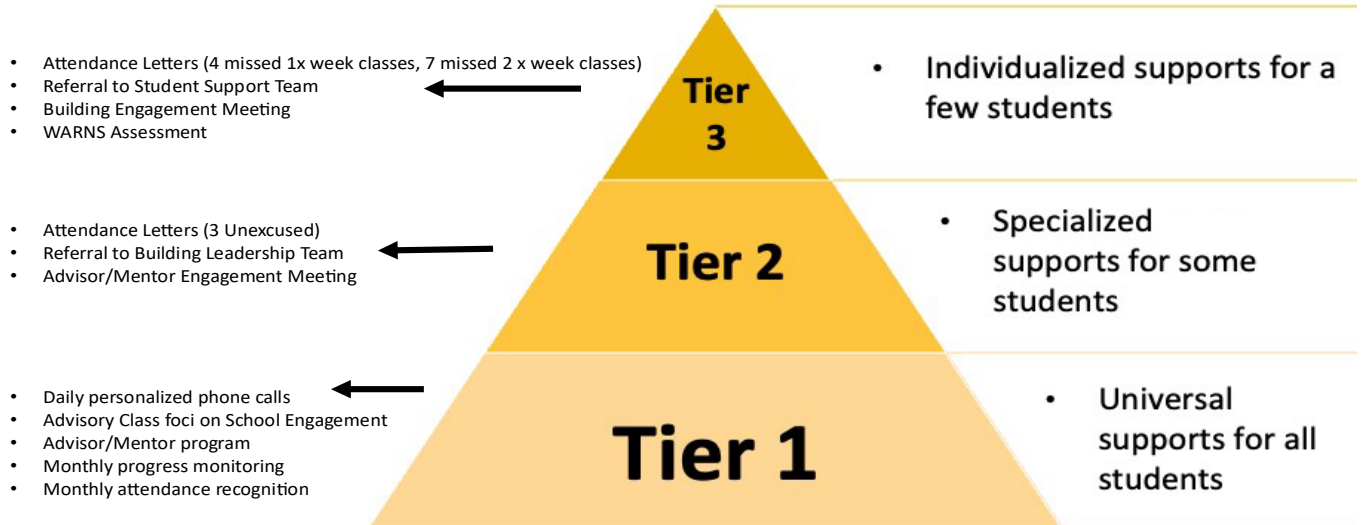 • Attendance Letters (4 missed 1x week classes, 7 missed 2 x week classes)
• Referral to Student Support Team
• Building Engagement Meeting
• WARNS Assessment
Tier
3
• Individualized supports for a
few students
• Attendance Letters (3 Unexcused)
• Referral to Building Leadership Team
• Advisor/Mentor Engagement Meeting
Tier 2
• Specialized
supports for some
students
• Daily personalized phone calls
• Advisory Class foci on School Engagement
• Advisor/Mentor program
• Monthly progress monitoring
• Monthly attendance recognition
Tier 1
• Universal
supports for all
students